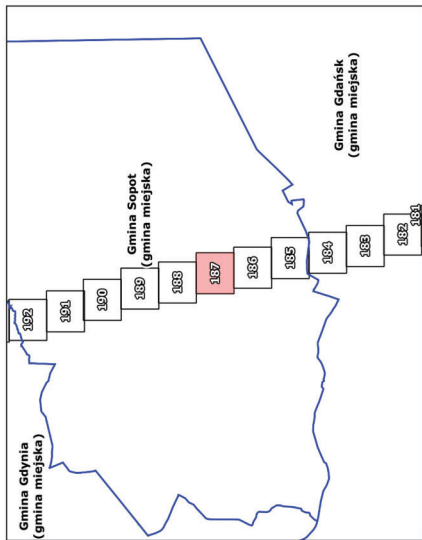 Gmina Gdynia
(gmina miejska)
Gmina Sopot
(gmina miejska)
Gmina Gdańsk
(gmina miejska)
192
191
190
189
188
187
186
185
184
183
182
181